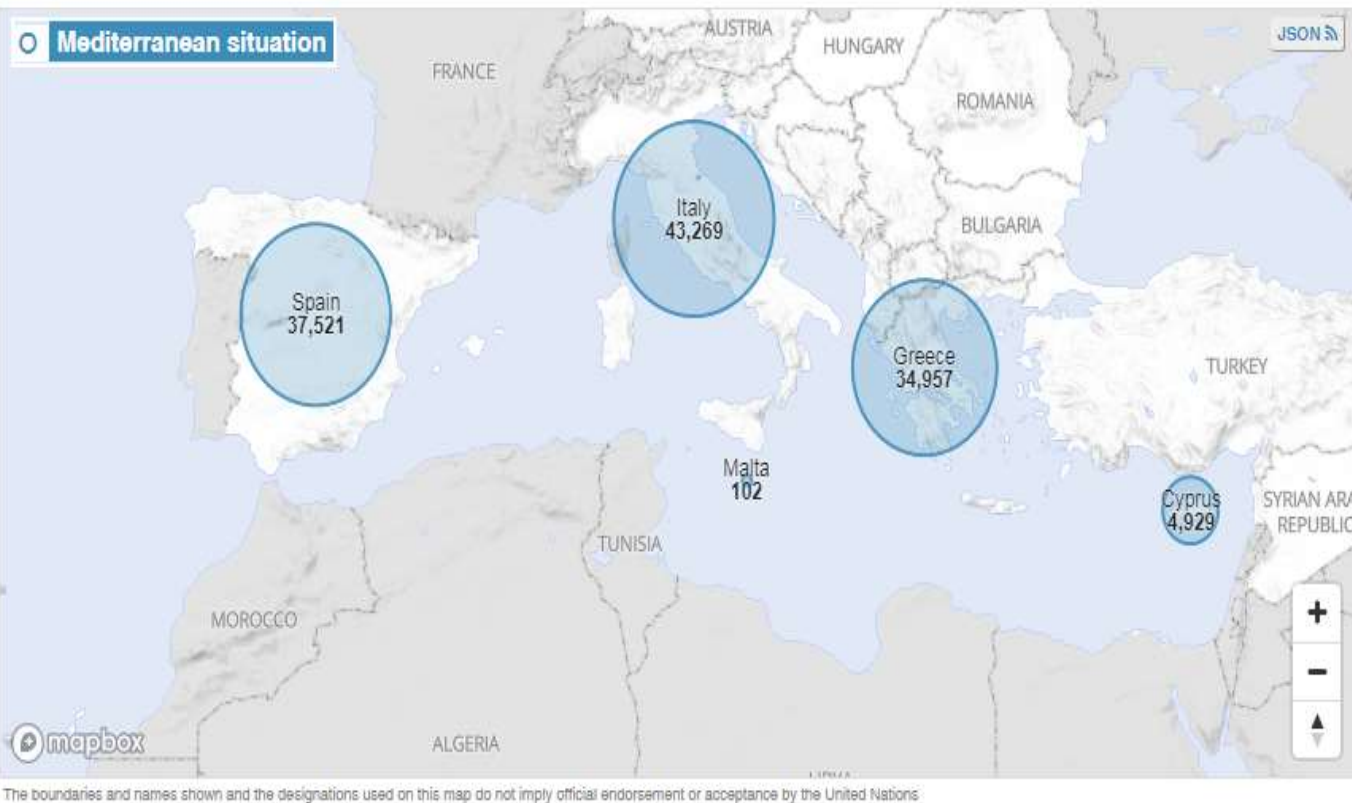 Mediterranean situation
JSON
AUSTRIA
HUNGARY
FRANCE
ROMANIA
Italy
43,269
BULGARIA
Spain
37,521
Greece
34,957
TURKEY
Malta
102
Cyprus
4,929
SYRIAN ARA
REPUBLIC
TUNISIA
MOROCCO
+
−
mapbox
ALGERIA
The boundaries and names shown and the designations used on this map do not imply official endorsement or acceptance by the United Nations